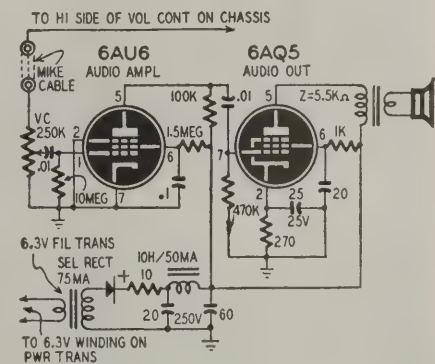 TO HI SIDE OF VOL CONT ON CHASSIS
MIKE
CABLE
6AU6
AUDIO AMPL
6AQ5
AUDIO OUT
5
100K
.01
5
Z=5.5KΩ
VC
250K
.01
2
1
1.5MEG
6
7
6
1K
7
2
10MEG
.1
470K
25
25V
20
270
6.3V FIL TRANS
SEL RECT
75MA
+
10
10H/50MA
20
250V
60
TO 6.3V WINDING ON
PWR TRANS